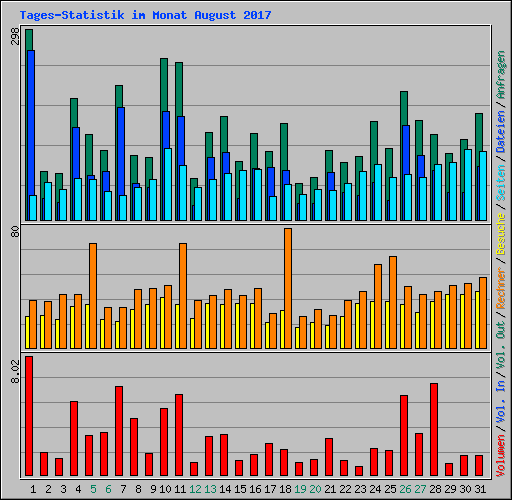 Tages-Statistik im Monat August 2017
298
80
8.02
Volumen / Vol. In / Vol. Out / Rechner / Besuche / Seiten / Dateien / Anfragen
1 2 3 4 5 6 7 8 9 10 11 12 13 14 15 16 17 18 19 20 21 22 23 24 25 26 27 28 29 30 31